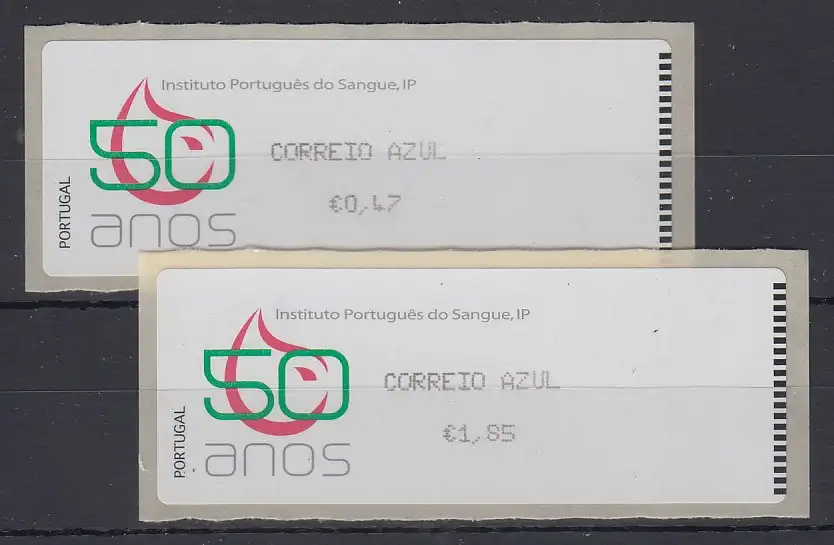 Instituto Português do Sangue, IP
50
anos
PORTUGAL
CORREIO AZUL
€0,47
Instituto Português do Sangue, IP
50
anos
PORTUGAL
CORREIO AZUL
€1,85